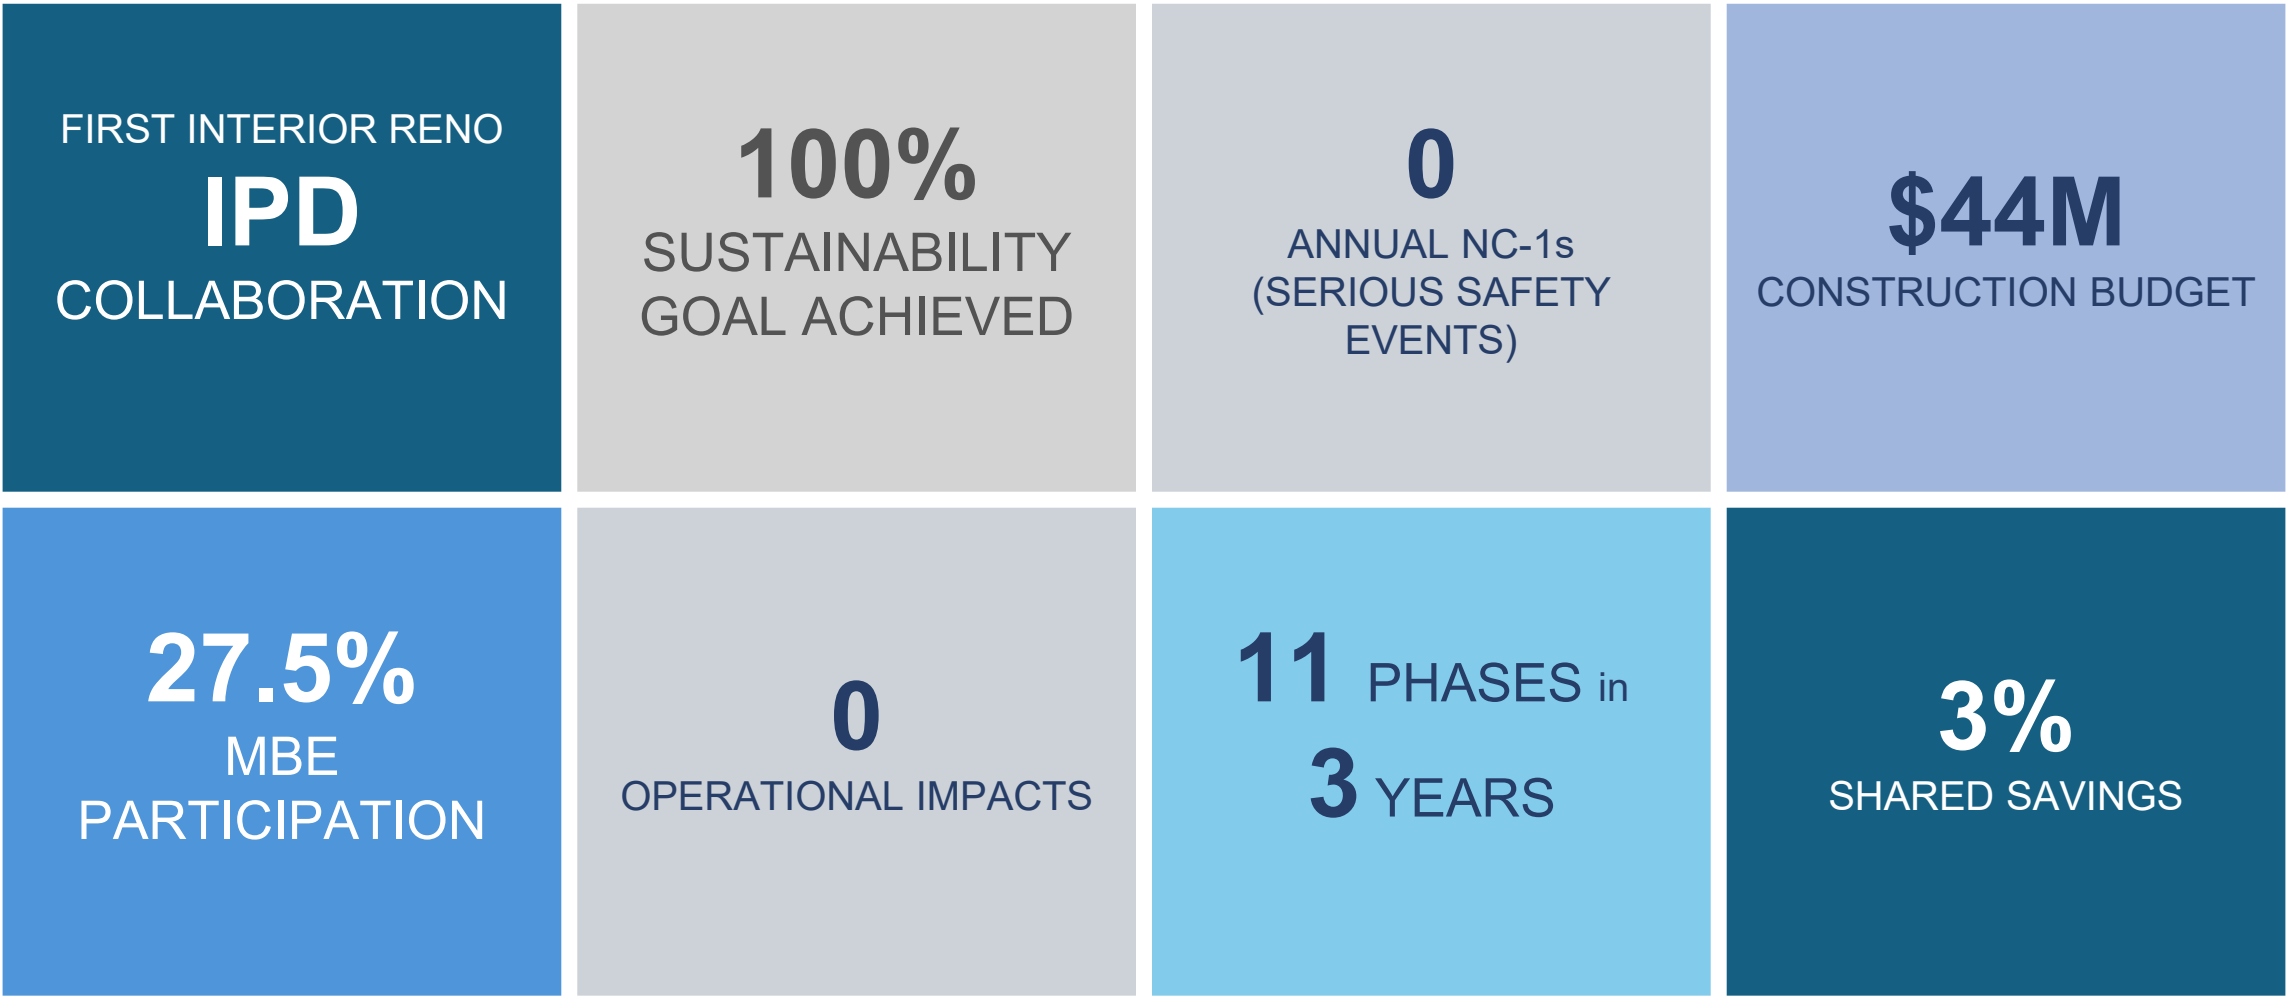 FIRST INTERIOR RENO
IPD
COLLABORATION
100%
SUSTAINABILITY
GOAL ACHIEVED
0
ANNUAL NC-1s
(SERIOUS SAFETY
EVENTS)
$44M
CONSTRUCTION BUDGET
27.5%
MBE
PARTICIPATION
0
OPERATIONAL IMPACTS
11 PHASES in
3 YEARS
3%
SHARED SAVINGS